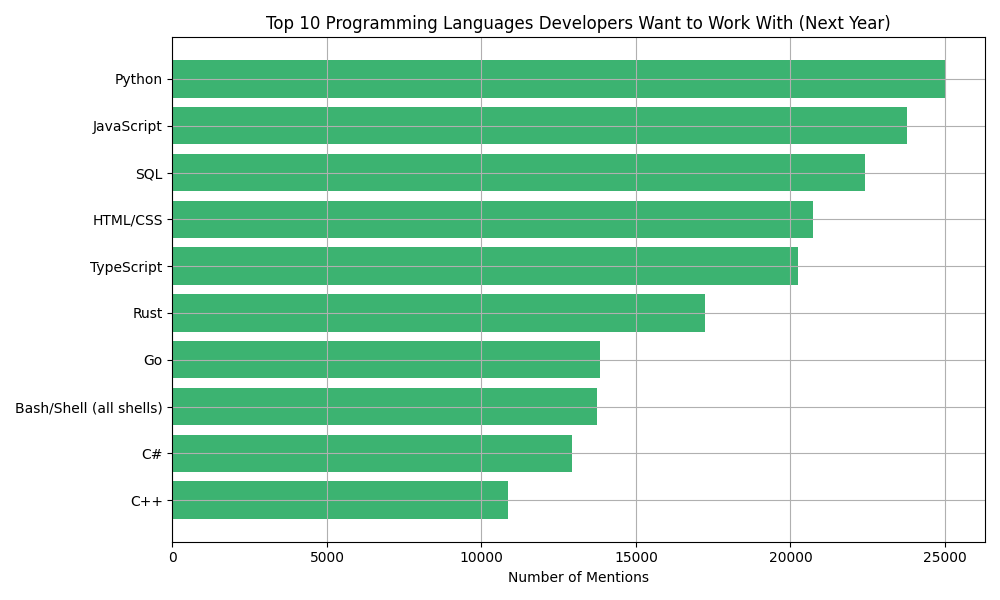 Top 10 Programming Languages Developers Want to Work With (Next Year)
Python
JavaScript
SQL
HTML/CSS
TypeScript
Rust
Go
Bash/Shell (all shells)
C#
C++
0 5000 10000 15000 20000 25000
Number of Mentions